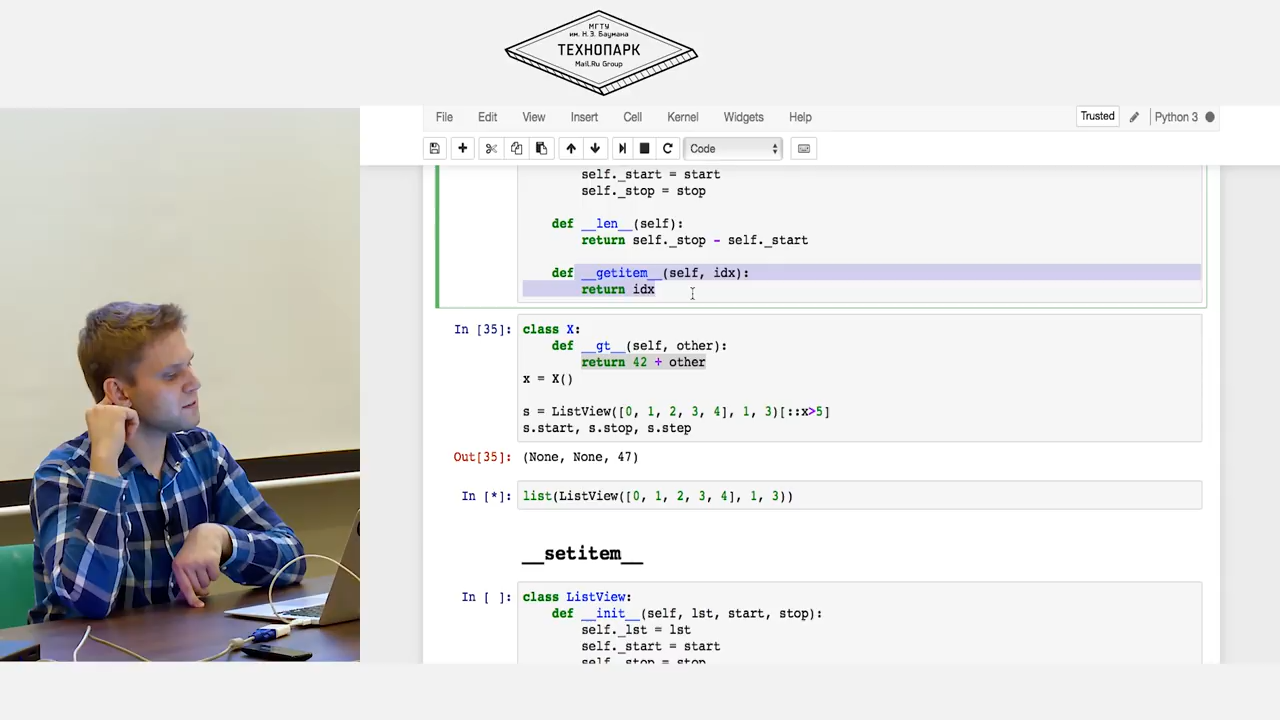 МГТУ
им. Н.Э. Баумана
ТЕХНОПАРК
Mail.Ru Group
File Edit View Insert Cell Kernel Widgets Help
Trusted
Python 3
Code
self._start = start
self._stop = stop
def __len__(self):
return self._stop - self._start
def __getitem__(self, idx):
return idx
In [35]: class X:
def __gt__(self, other):
return 42 + other
x = X()
s = ListView([0, 1, 2, 3, 4], 1, 3)[::x>5]
s.start, s.stop, s.step
Out[35]: (None, None, 47)
In [*]: list(ListView([0, 1, 2, 3, 4], 1, 3))
__setitem__
In [ ]: class ListView:
def __init__(self, lst, start, stop):
self._lst = lst
self._start = start
self._stop = stop